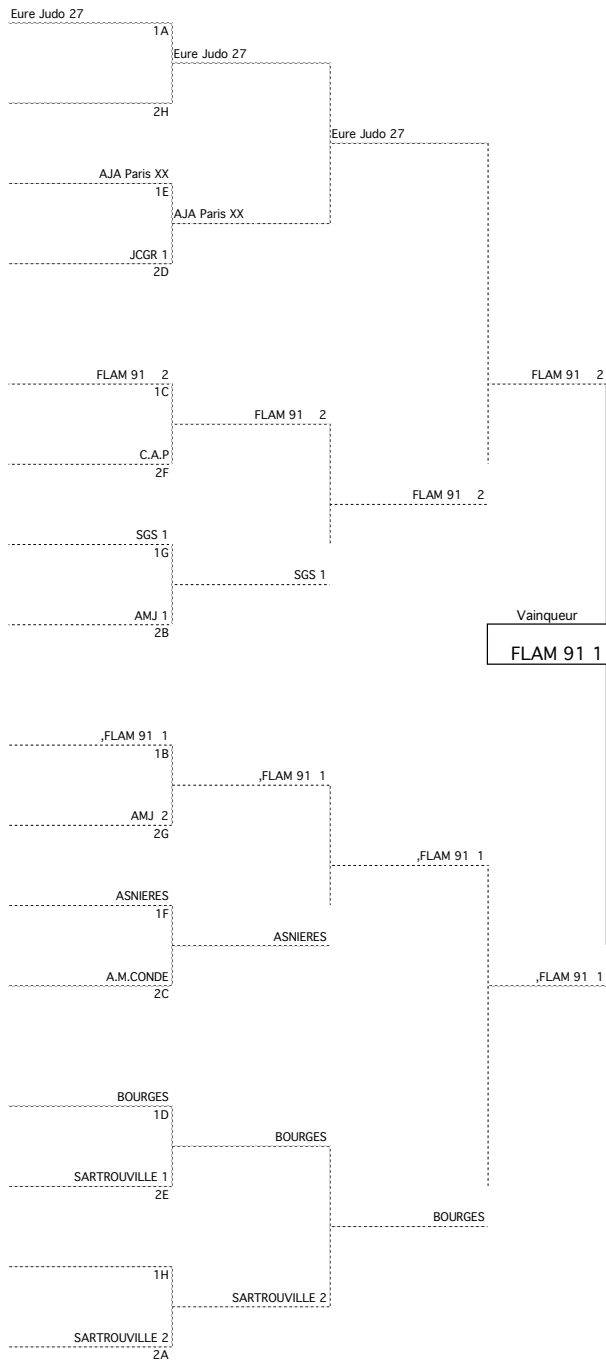 Eure Judo 27
1A
Eure Judo 27
2H
Eure Judo 27
AJA Paris XX
1E
AJA Paris XX
JCGR 1
2D
FLAM 91 2
FLAM 91 2
1C
FLAM 91 2
C.A.P
2F
FLAM 91 2
SGS 1
1G
SGS 1
AMJ 1
2B
Vainqueur
FLAM 91 1
,FLAM 91 1
1B
,FLAM 91 1
AMJ 2
2G
,FLAM 91 1
ASNIERES
1F
ASNIERES
A.M.CONDE
2C
,FLAM 91 1
BOURGES
1D
BOURGES
SARTROUVILLE 1
2E
BOURGES
1H
SARTROUVILLE 2
SARTROUVILLE 2
2A